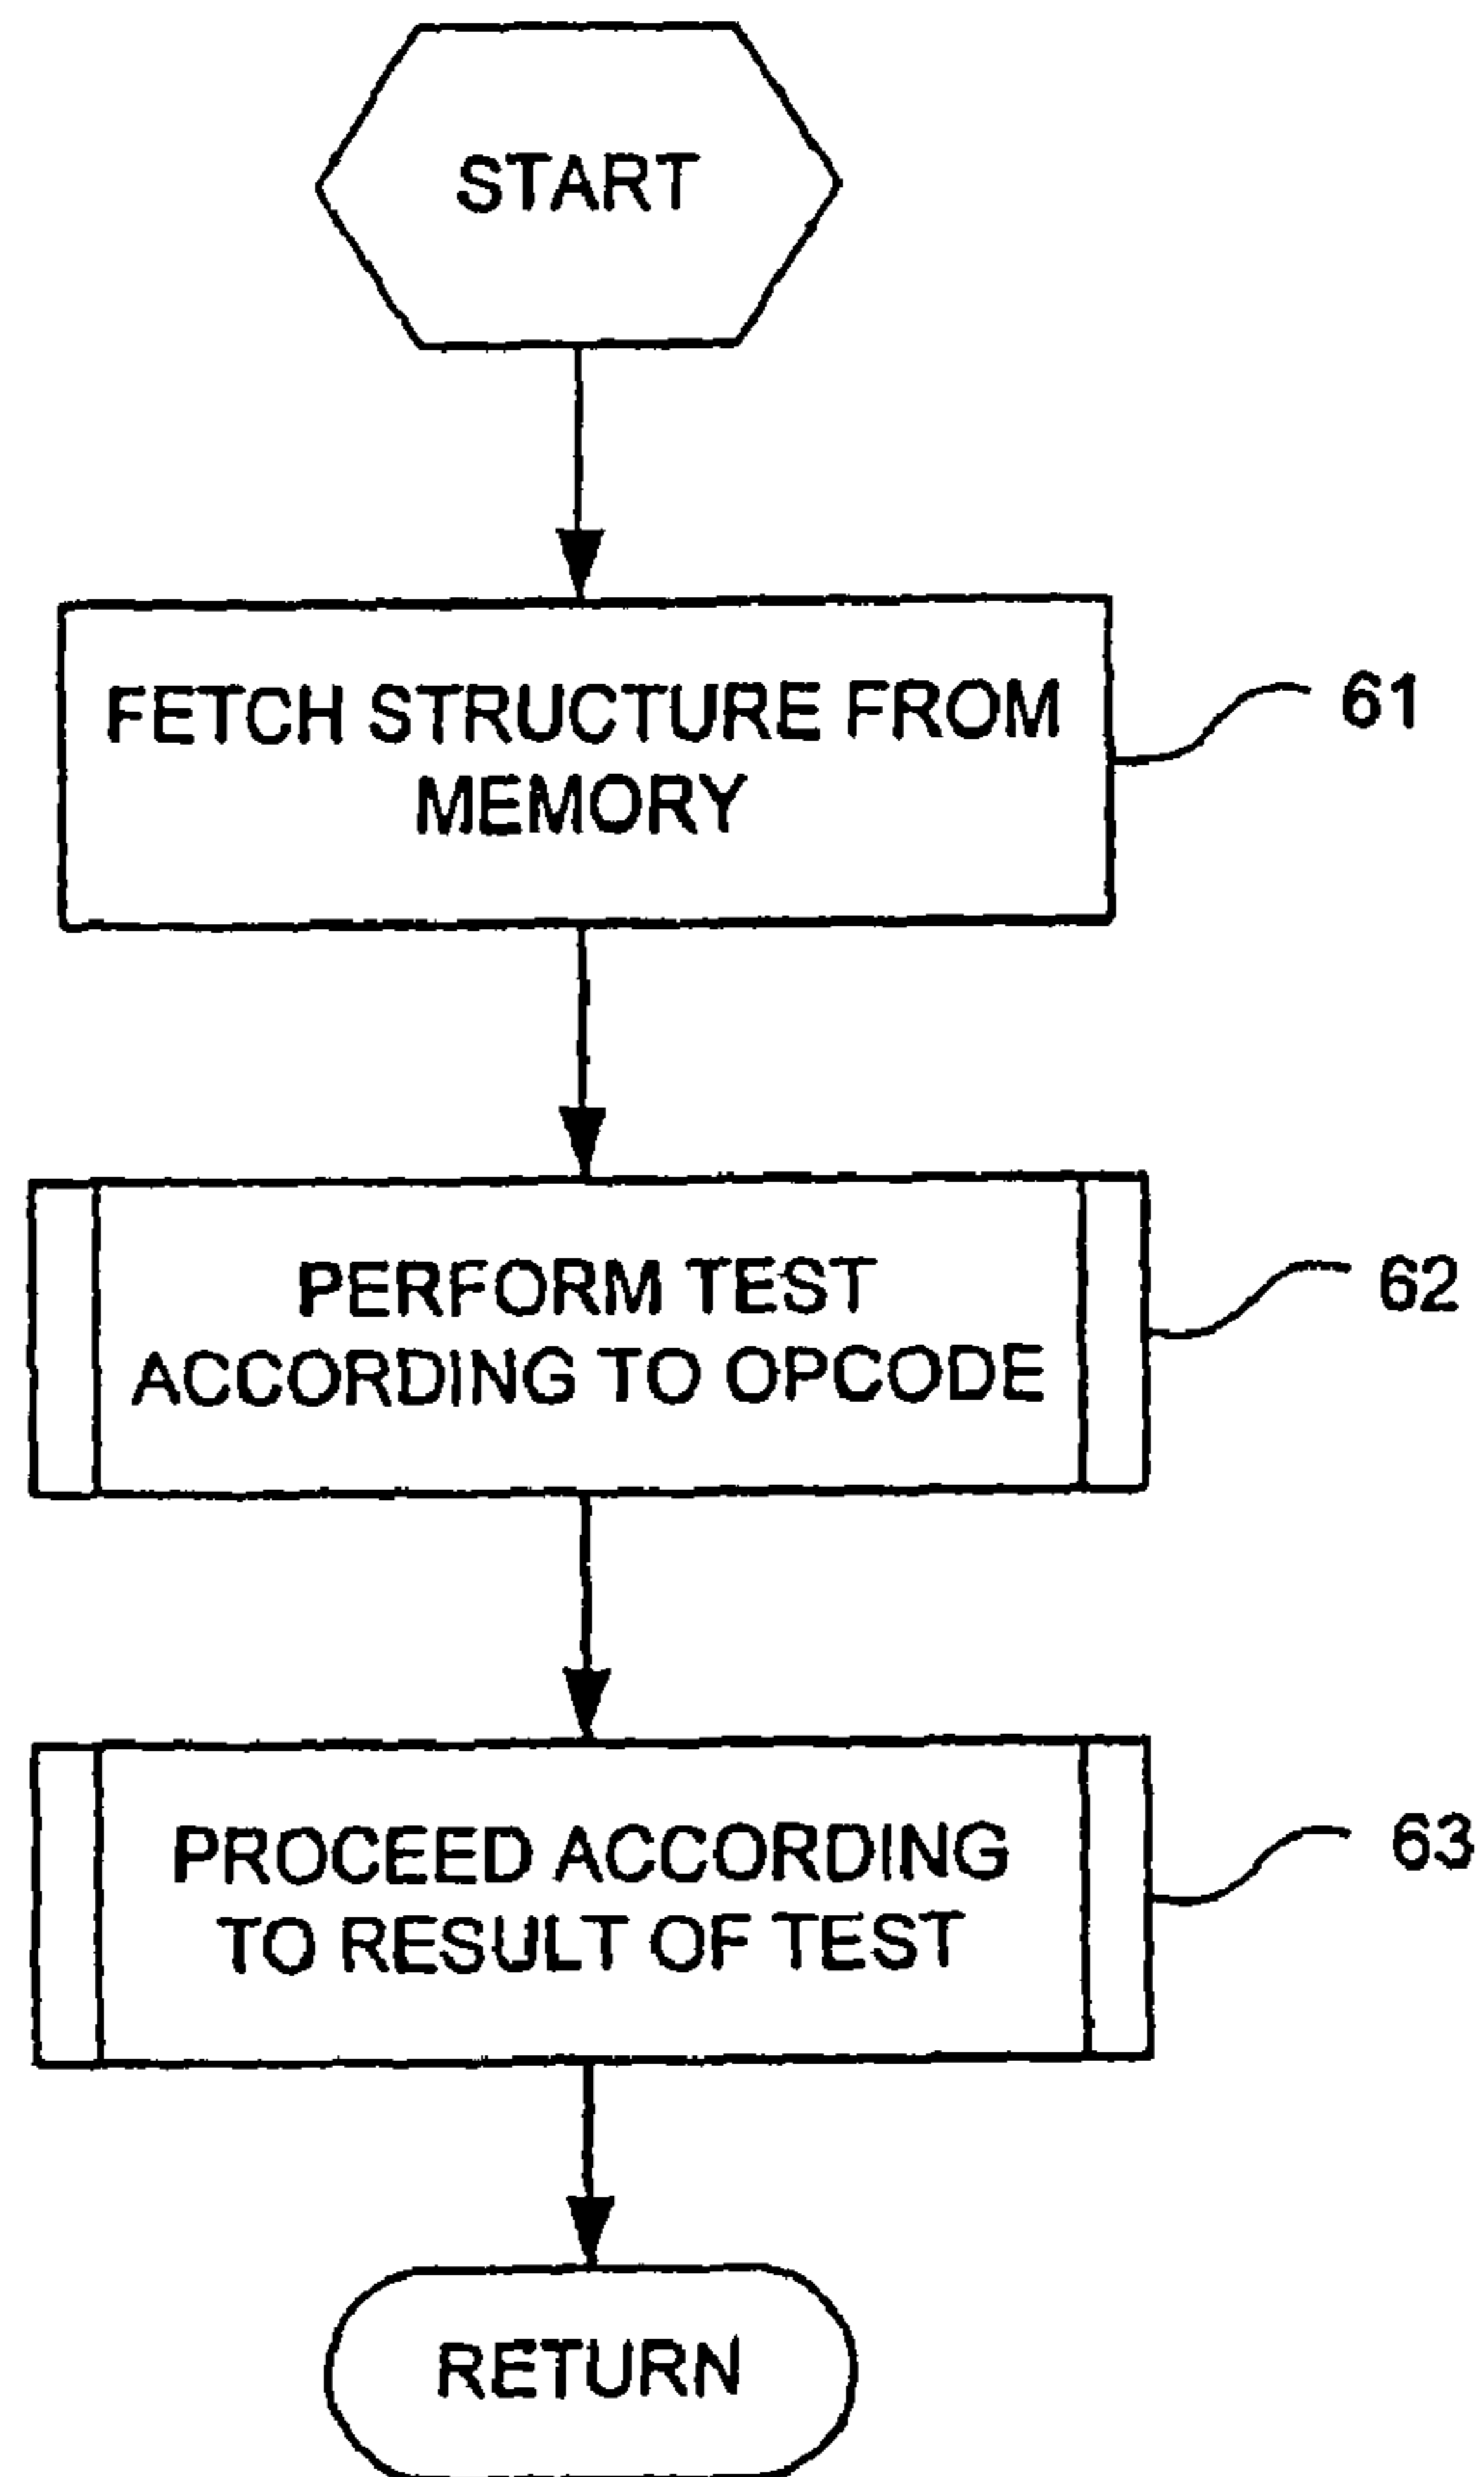 START
FETCH STRUCTURE FROM
MEMORY
61
PERFORM TEST
ACCORDING TO OPCODE
62
PROCEED ACCORDING
TO RESULT OF TEST
63
RETURN